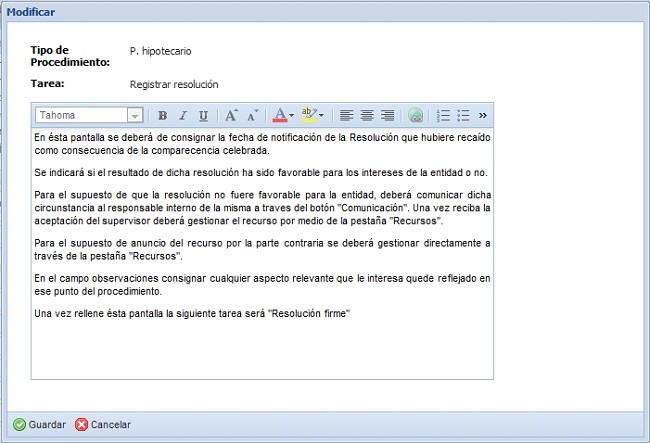 Modificar
Tipo de P. hipotecario
Procedimiento:
Tarea: Registrar resolución
Tahoma B I U A A A ab
En ésta pantalla se deberá de consignar la fecha de notificación de la Resolución que hubiere recaído
como consecuencia de la comparecencia celebrada.
Se indicará si el resultado de dicha resolución ha sido favorable para los intereses de la entidad o no.
Para el supuesto de que la resolución no fuere favorable para la entidad, deberá comunicar dicha
circunstancia al responsable interno de la misma a traves del botón "Comunicación". Una vez reciba la
aceptación del supervisor deberá gestionar el recurso por medio de la pestaña "Recursos".
Para el supuesto de anuncio del recurso por la parte contraria se deberá gestionar directamente a
través de la pestaña "Recursos".
En el campo observaciones consignar cualquier aspecto relevante que le interesa quede reflejado en
ese punto del procedimiento.
Una vez rellene ésta pantalla la siguiente tarea será "Resolución firme"
Guardar Cancelar